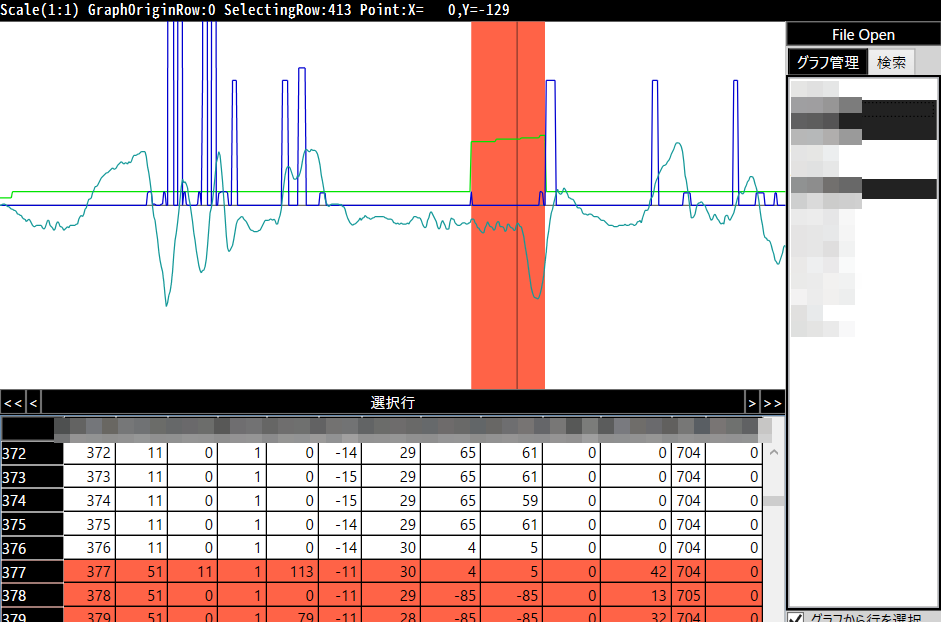 Scale(1:1) GraphOriginRow:0 SelectingRow:413 Point:X=   0,Y=-129
File Open
グラフ管理 検索
<< < 選択行 > >>
372 372 11 0 1 0 -14 29 65 61 0 0 704 0
373 373 11 0 1 0 -15 29 65 61 0 0 704 0
374 374 11 0 1 0 -15 29 65 59 0 0 704 0
375 375 11 0 1 0 -14 29 65 61 0 0 704 0
376 376 11 0 1 0 -14 30 4 5 0 0 704 0
377 377 51 11 1 113 -11 30 4 5 0 42 704 0
378 378 51 0 1 0 -11 29 -85 -85 0 13 705 0
379 379 51 0 1 79 -11 28 -85 -85 0 32 705 0
グラフから行を選択